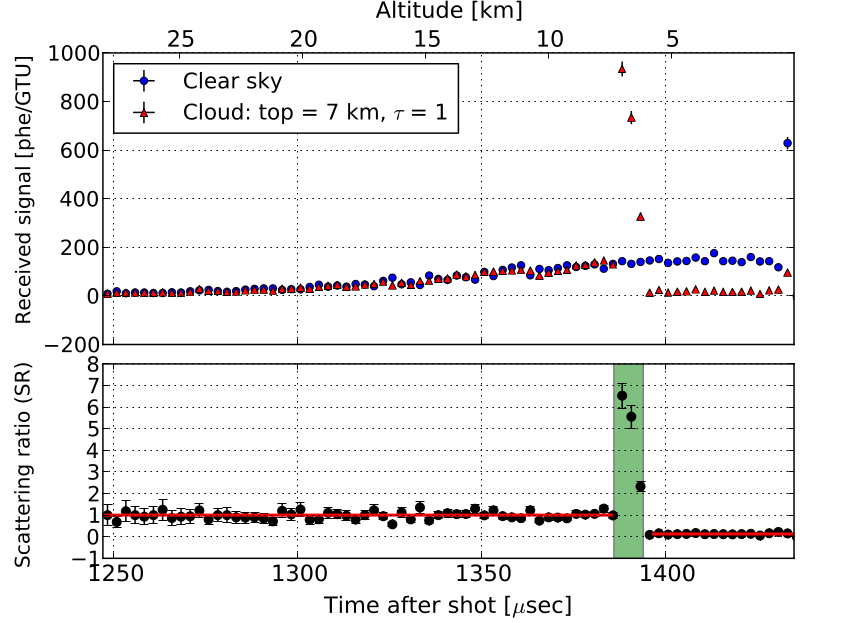 Altitude [km]
25 20 15 10 5
1000
800
600
400
200
0
−200
Received signal [phe/GTU]
Clear sky
Cloud: top = 7 km, τ = 1
8
7
6
5
4
3
2
1
0
−1
Scattering ratio (SR)
1250 1300 1350 1400
Time after shot [μsec]